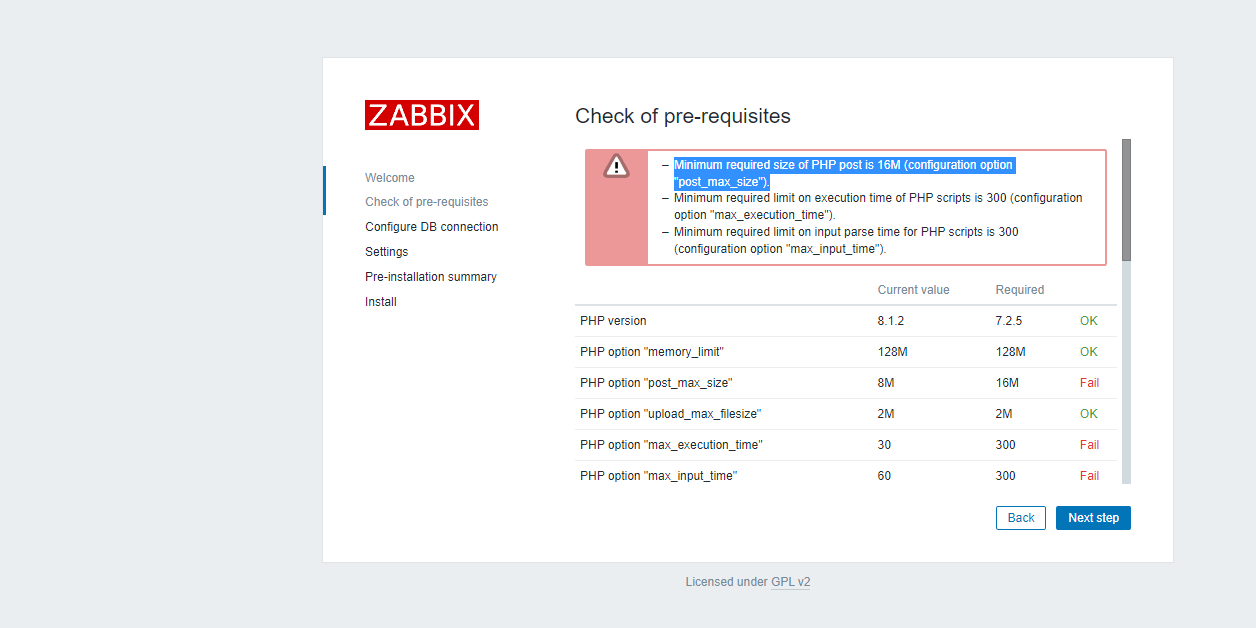 ZABBIX
Welcome
Check of pre-requisites
Configure DB connection
Settings
Pre-installation summary
Install
Check of pre-requisites
– Minimum required size of PHP post is 16M (configuration option
"post_max_size").
– Minimum required limit on execution time of PHP scripts is 300 (configuration
option "max_execution_time").
– Minimum required limit on input parse time for PHP scripts is 300
(configuration option "max_input_time").
Current value Required
PHP version 8.1.2 7.2.5 OK
PHP option "memory_limit" 128M 128M OK
PHP option "post_max_size" 8M 16M Fail
PHP option "upload_max_filesize" 2M 2M OK
PHP option "max_execution_time" 30 300 Fail
PHP option "max_input_time" 60 300 Fail
Back Next step
Licensed under GPL v2